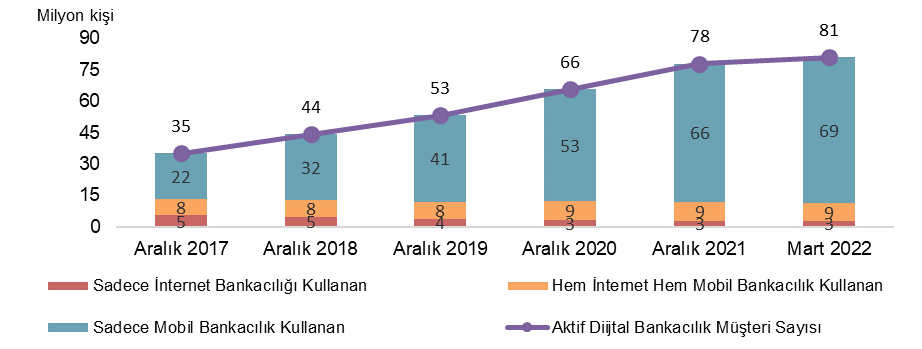 Milyon kişi
90
75
60
45
30
15
0
35 44 53 66 78 81
22 32 41 53 66 69
8 8 8 9 9 9
5 5 4 3 3 3
Aralık 2017 Aralık 2018 Aralık 2019 Aralık 2020 Aralık 2021 Mart 2022
Sadece İnternet Bankacılığı Kullanan Hem İnternet Hem Mobil Bankacılık Kullanan
Sadece Mobil Bankacılık Kullanan Aktif Diijtal Bankacılık Müşteri Sayısı